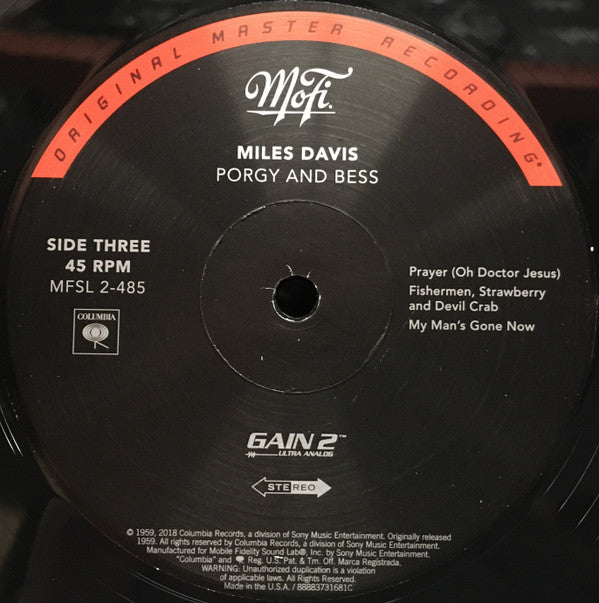 ORIGINAL MASTER RECORDING®
MoFi.
MILES DAVIS
PORGY AND BESS
SIDE THREE
45 RPM
MFSL 2-485
COLUMBIA
Prayer (Oh Doctor Jesus)
Fishermen, Strawberry
and Devil Crab
My Man's Gone Now
GAIN 2™
ULTRA ANALOG
STEREO
© 1959, 2018 Columbia Records, a division of Sony Music Entertainment. Originally released
1959. All rights reserved by Columbia Records, a division of Sony Music Entertainment.
Manufactured for Mobile Fidelity Sound Lab®, Inc. by Sony Music Entertainment.
"Columbia" and Reg. U.S. Pat. & Tm. Off. Marca Registrada.
WARNING: Unauthorized duplication is a violation
of applicable laws. All Rights Reserved.
Made in the U.S.A. / 88883731681C